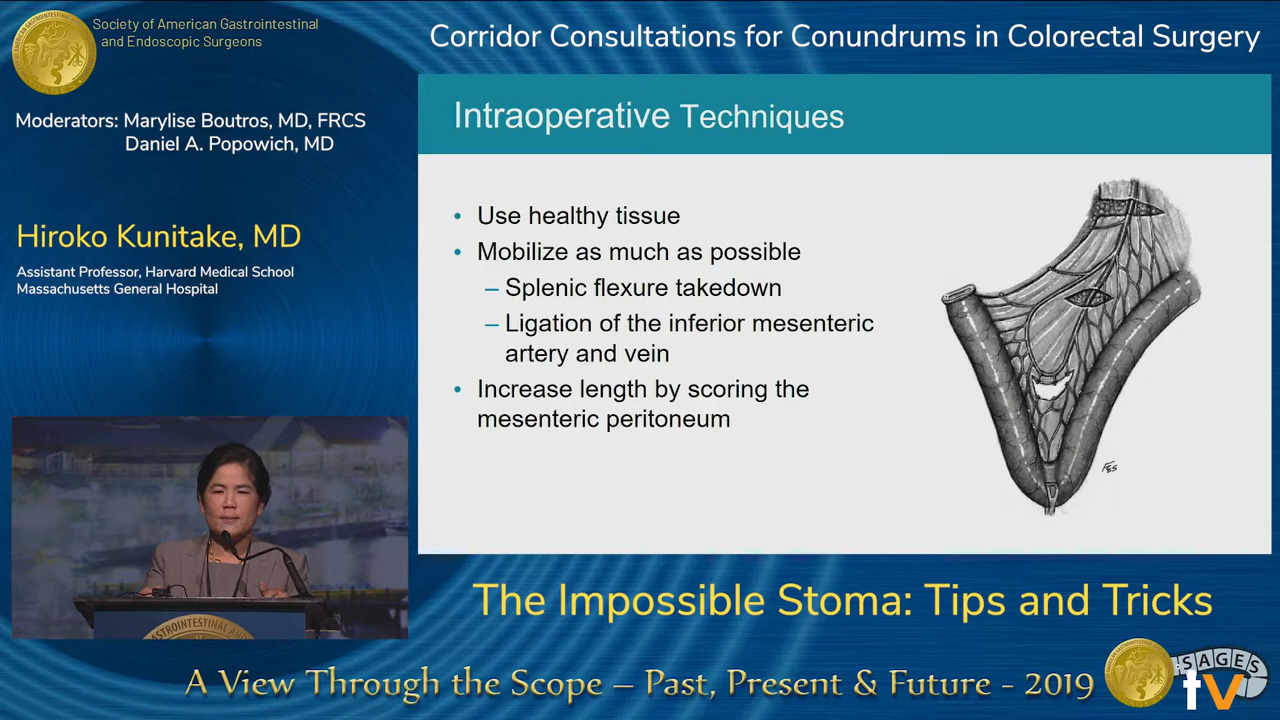 Society of American Gastrointestinal
and Endoscopic Surgeons
Corridor Consultations for Conundrums in Colorectal Surgery
Moderators: Marylise Boutros, MD, FRCS
Daniel A. Popowich, MD
Hiroko Kunitake, MD
Assistant Professor, Harvard Medical School
Massachusetts General Hospital
Intraoperative Techniques
• Use healthy tissue
• Mobilize as much as possible
– Splenic flexure takedown
– Ligation of the inferior mesenteric
artery and vein
• Increase length by scoring the
mesenteric peritoneum
The Impossible Stoma: Tips and Tricks
A View Through the Scope – Past, Present & Future - 2019
SAGES
tv